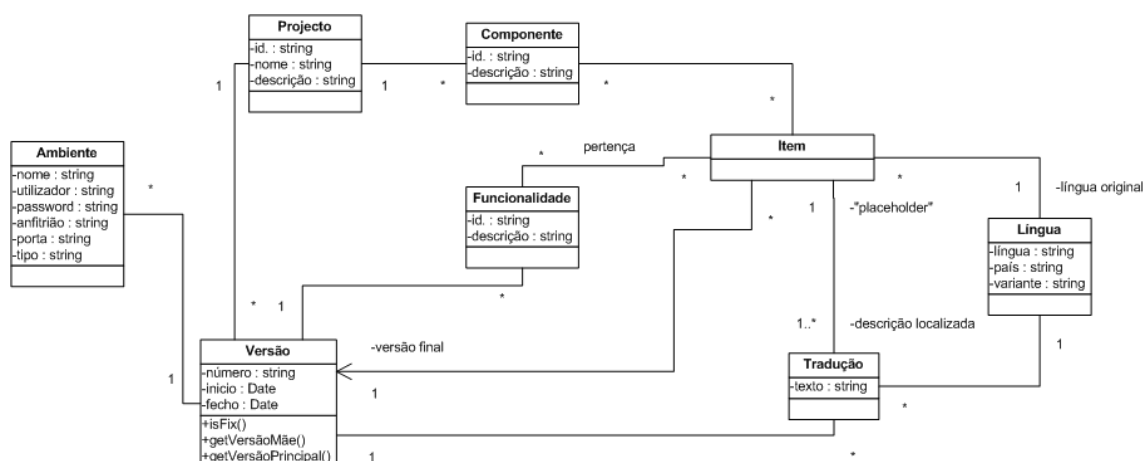 Projecto
-id. : string
-nome : string
-descrição : string
Componente
-id. : string
-descrição : string
1
1
*
*
*
Ambiente
-nome : string
-utilizador : string
-password : string
-anfitrião : string
-porta : string
-tipo : string
*
Item
pertença
*
*
*
1
-"placeholder"
*
1
-língua original
Funcionalidade
-id. : string
-descrição : string
Língua
-língua : string
-país : string
-variante : string
*
1
*
1..*
-descrição localizada
1
Versão
-número : string
-inicio : Date
-fecho : Date
+isFix()
+getVersãoMãe()
+getVersãoPrincipal()
-versão final
1
1
Tradução
-texto : string
*
1
*